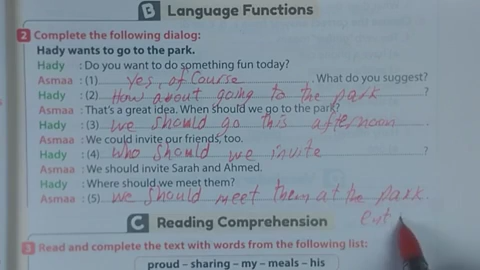 B Language Functions
2 Complete the following dialog:
Hady wants to go to the park.
Hady : Do you want to do something fun today?
Asmaa : (1) Yes, of Course . What do you suggest?
Hady : (2) How about going to the park ?
Asmaa : That's a great idea. When should we go to the park?
Hady : (3) we should go this afternoon .
Asmaa : We could invite our friends, too.
Hady : (4) who should we invite ?
Asmaa : We should invite Sarah and Ahmed.
Hady : Where should we meet them?
Asmaa : (5) we should meet them at the park.
ent
C Reading Comprehension
3 Read and complete the text with words from the following list:
proud – sharing – my – meals – his